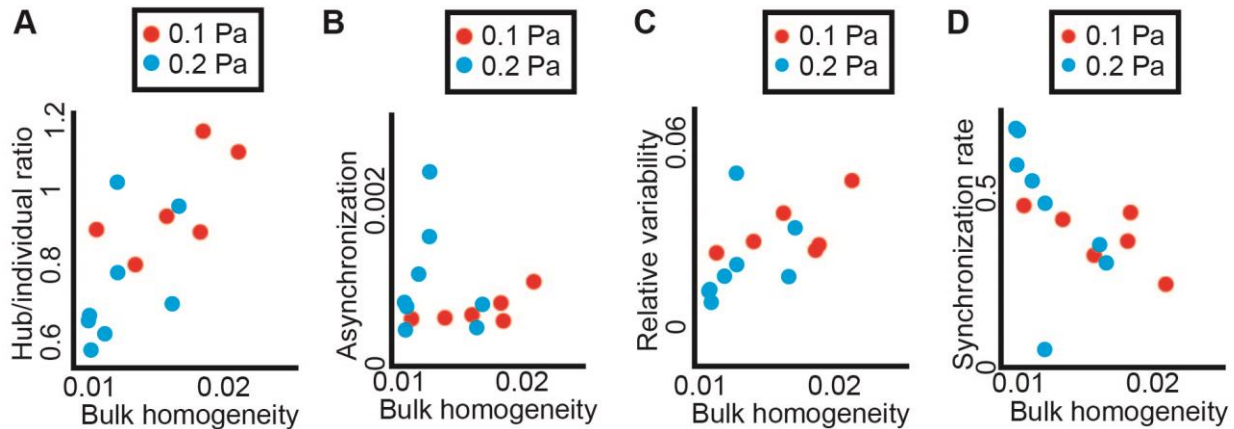 A
0.1 Pa
0.2 Pa
Hub/individual ratio
1.2
1
0.8
0.6
0.01
0.02
Bulk homogeneity
B
0.1 Pa
0.2 Pa
Asynchronization
0.002
0
0.01
0.02
Bulk homogeneity
C
0.1 Pa
0.2 Pa
Relative variability
0.06
0
0.01
0.02
Bulk homogeneity
D
0.1 Pa
0.2 Pa
Synchronization rate
0.5
0
0.01
0.02
Bulk homogeneity